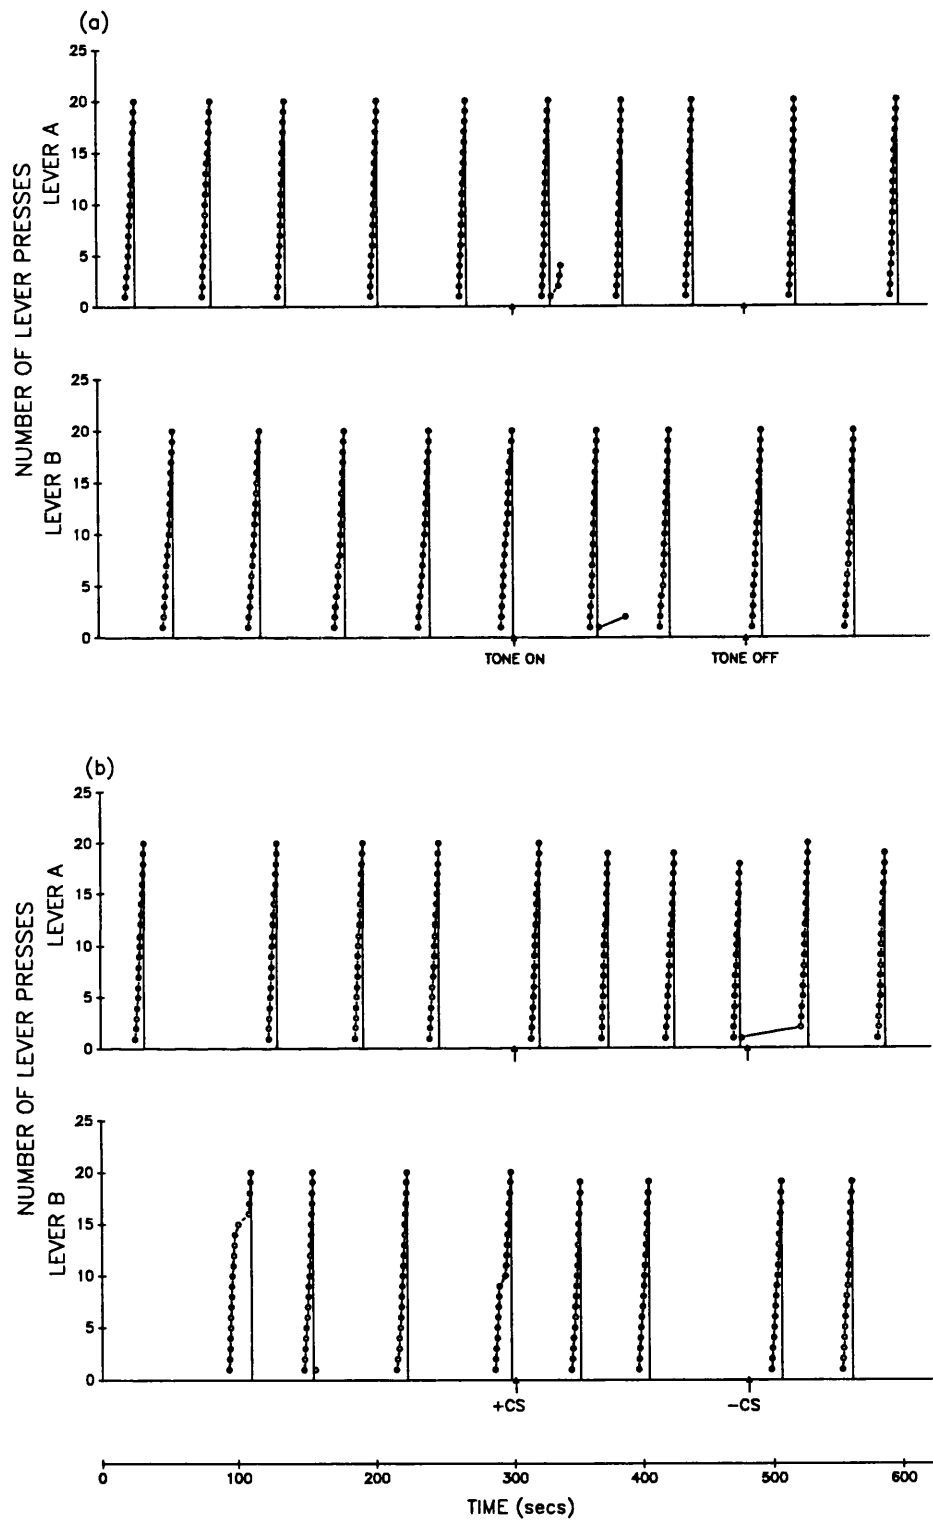 (a)
NUMBER OF LEVER PRESSES
LEVER A
25
20
15
10
5
0
LEVER B
25
20
15
10
5
0
TONE ON
TONE OFF
(b)
NUMBER OF LEVER PRESSES
LEVER A
25
20
15
10
5
0
LEVER B
25
20
15
10
5
0
+CS
−CS
0 100 200 300 400 500 600
TIME (secs)